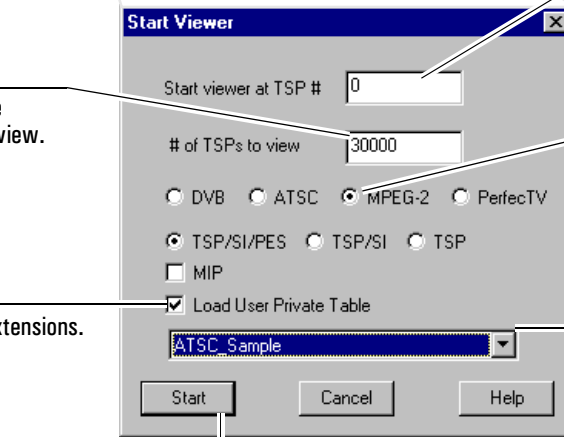 Start Viewer
Start viewer at TSP # 0
view.
# of TSPs to view 30000
DVB ATSC MPEG-2 PerfecTV
TSP/SI/PES TSP/SI TSP
MIP
Load User Private Table
xtensions.
ATSC_Sample
Start Cancel Help